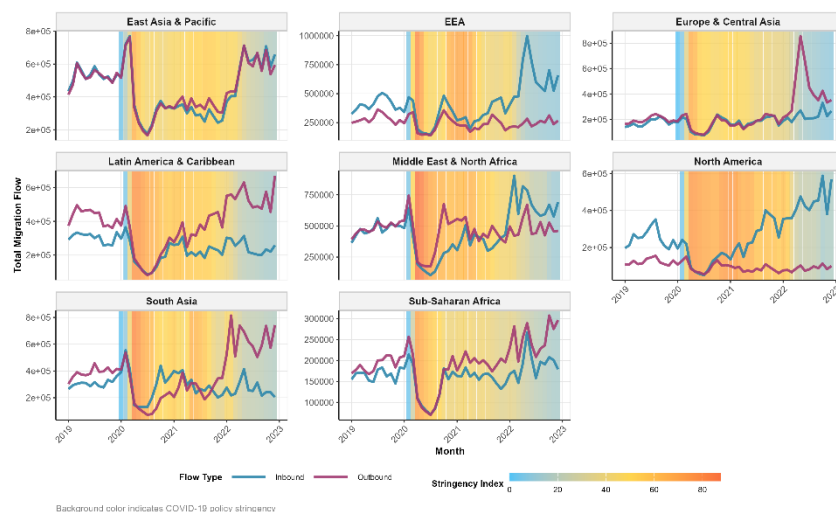 East Asia & Pacific
EEA
Europe & Central Asia
8e+05
6e+05
4e+05
2e+05
1000000
750000
500000
250000
8e+05
6e+05
4e+05
2e+05
Latin America & Caribbean
Middle East & North Africa
North America
6e+05
4e+05
2e+05
750000
500000
250000
6e+05
4e+05
2e+05
2019
2020
2021
2022
2023
South Asia
Sub-Saharan Africa
8e+05
6e+05
4e+05
2e+05
300000
250000
200000
150000
100000
2019
2020
2021
2022
2023
2019
2020
2021
2022
2023
Total Migration Flow
Month
Flow Type
Inbound
Outbound
Stringency Index
0
20
40
60
80
Background color indicates COVID-19 policy stringency